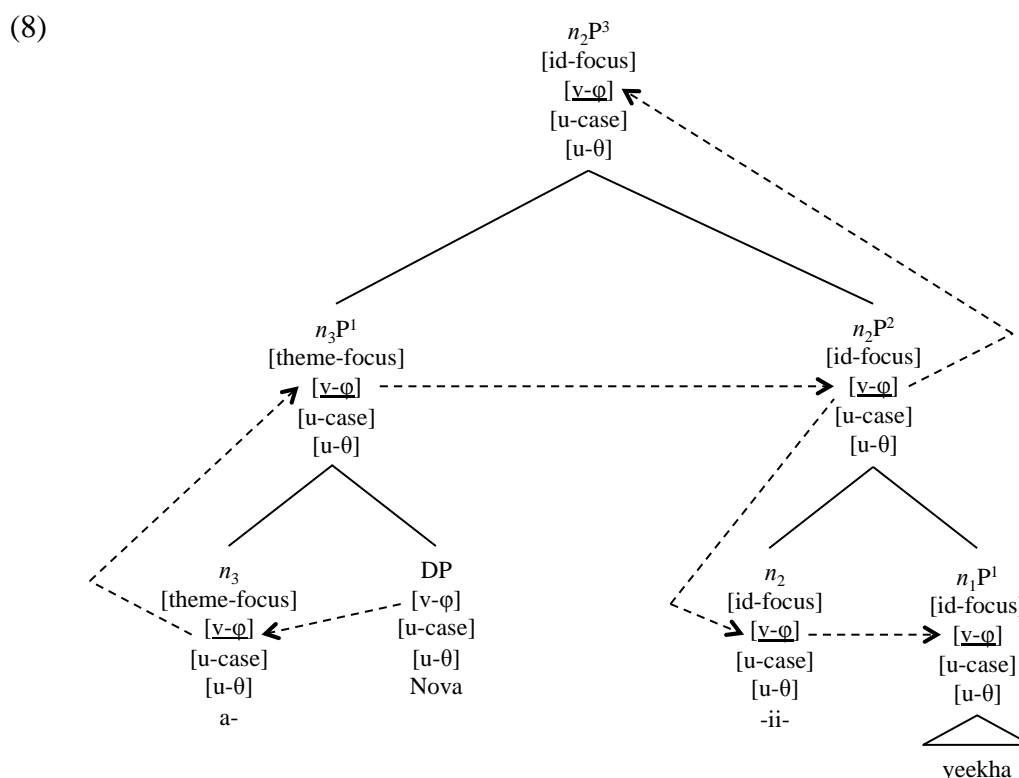 (8)
n₂P³
[id-focus]
[v-φ]
[u-case]
[u-θ]
n₃P¹
[theme-focus]
[v-φ]
[u-case]
[u-θ]
n₂P²
[id-focus]
[v-φ]
[u-case]
[u-θ]
n₃
[theme-focus]
[v-φ]
[u-case]
[u-θ]
a-
DP
[v-φ]
[u-case]
[u-θ]
Nova
n₂
[id-focus]
[v-φ]
[u-case]
[u-θ]
-ii-
n₁P¹
[id-focus]
[v-φ]
[u-case]
[u-θ]
yeekha